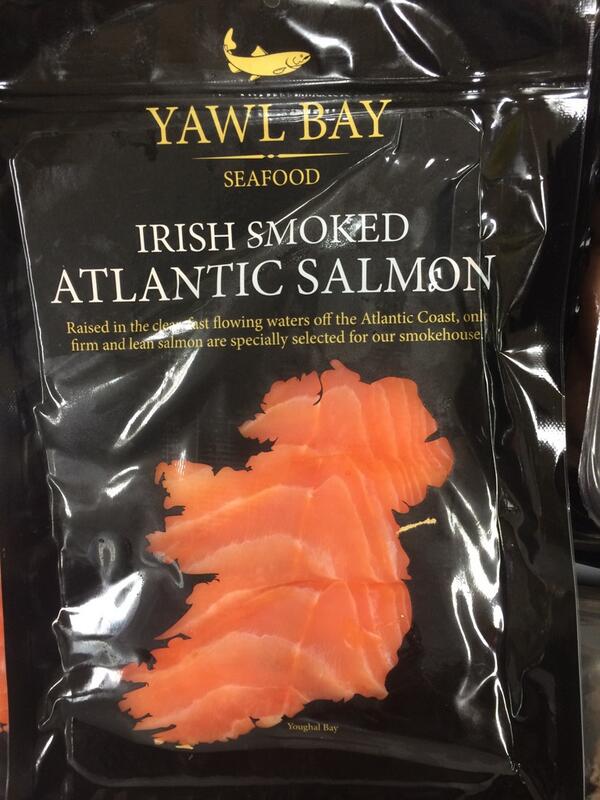 YAWL BAY
SEAFOOD
IRISH SMOKED
ATLANTIC SALMON
Raised in the clean fast flowing waters off the Atlantic Coast, only
firm and lean salmon are specially selected for our smokehouse.
Youghal Bay